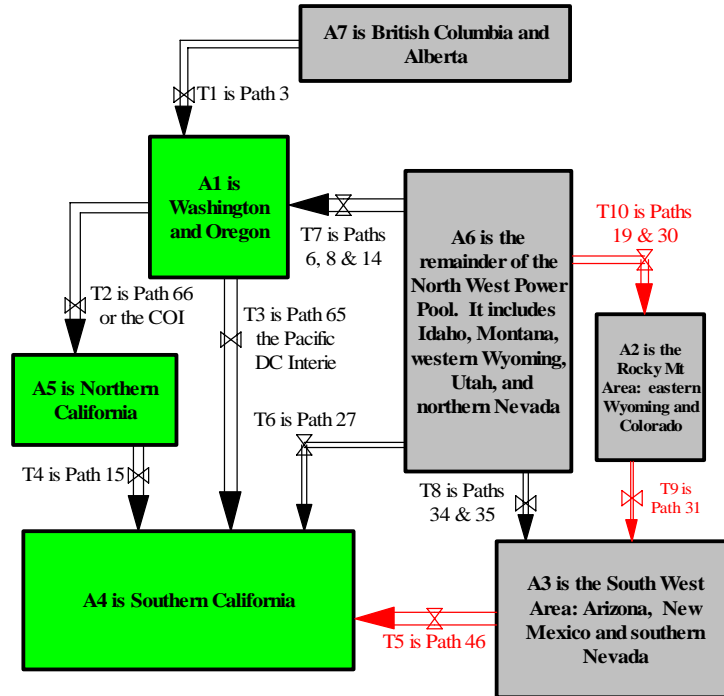 A7 is British Columbia and
Alberta
T1 is Path 3
A1 is
Washington
and Oregon
T7 is Paths
6, 8 & 14
A6 is the
remainder of the
North West Power
Pool.  It includes
Idaho, Montana,
western Wyoming,
Utah, and
northern Nevada
T10 is Paths
19 & 30
T2 is Path 66
or the COI
T3 is Path 65
the Pacific
DC Interie
A2 is the
Rocky Mt
Area:  eastern
Wyoming and
Colorado
A5 is Northern
California
T6 is Path 27
T4 is Path 15
T8 is Paths
34 & 35
T9 is
Path 31
A4 is Southern California
A3 is the South West
Area: Arizona,  New
Mexico and southern
Nevada
T5 is Path 46